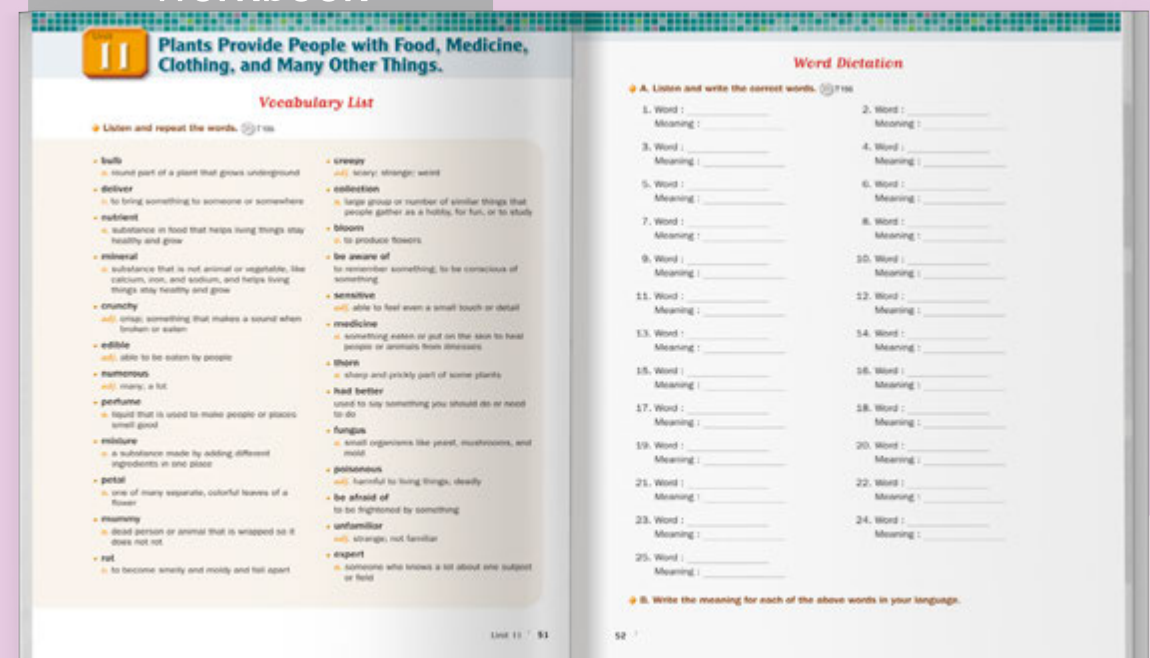 Unit
11
Plants Provide People with Food, Medicine,
Clothing, and Many Other Things.
Vocabulary List
Listen and repeat the words.
bulb
n. round part of a plant that grows underground
deliver
v. to bring something to someone or somewhere
nutrient
n. substance in food that helps living things stay
healthy and grow
mineral
n. substance that is not animal or vegetable, like
calcium, iron, and sodium, and helps living
things stay healthy and grow
crunchy
adj. crisp; something that makes a sound when
broken or eaten
edible
adj. able to be eaten by people
numerous
adj. many; a lot
perfume
n. liquid that is used to make people or places
smell good
mixture
n. a substance made by adding different
ingredients in one place
petal
n. one of many separate, colorful leaves of a
flower
mummy
n. dead person or animal that is wrapped so it
does not rot
rot
v. to become smelly and moldy and fall apart
creepy
adj. scary; strange; weird
collection
n. large group or number of similar things that
people gather as a hobby, for fun, or to study
bloom
v. to produce flowers
be aware of
to remember something; to be conscious of
something
sensitive
adj. able to feel even a small touch or detail
medicine
n. something eaten or put on the skin to heal
people or animals from illnesses
thorn
n. sharp and prickly part of some plants
had better
used to say something you should do or need
to do
fungus
n. small organisms like yeast, mushrooms, and
mold
poisonous
adj. harmful to living things; deadly
be afraid of
to be frightened by something
unfamiliar
adj. strange; not familiar
expert
n. someone who knows a lot about one subject
or field
Unit 11 51
Word Dictation
A. Listen and write the correct words.
1. Word :
Meaning :
2. Word :
Meaning :
3. Word :
Meaning :
4. Word :
Meaning :
5. Word :
Meaning :
6. Word :
Meaning :
7. Word :
Meaning :
8. Word :
Meaning :
9. Word :
Meaning :
10. Word :
Meaning :
11. Word :
Meaning :
12. Word :
Meaning :
13. Word :
Meaning :
14. Word :
Meaning :
15. Word :
Meaning :
16. Word :
Meaning :
17. Word :
Meaning :
18. Word :
Meaning :
19. Word :
Meaning :
20. Word :
Meaning :
21. Word :
Meaning :
22. Word :
Meaning :
23. Word :
Meaning :
24. Word :
Meaning :
25. Word :
Meaning :
B. Write the meaning for each of the above words in your language.
52